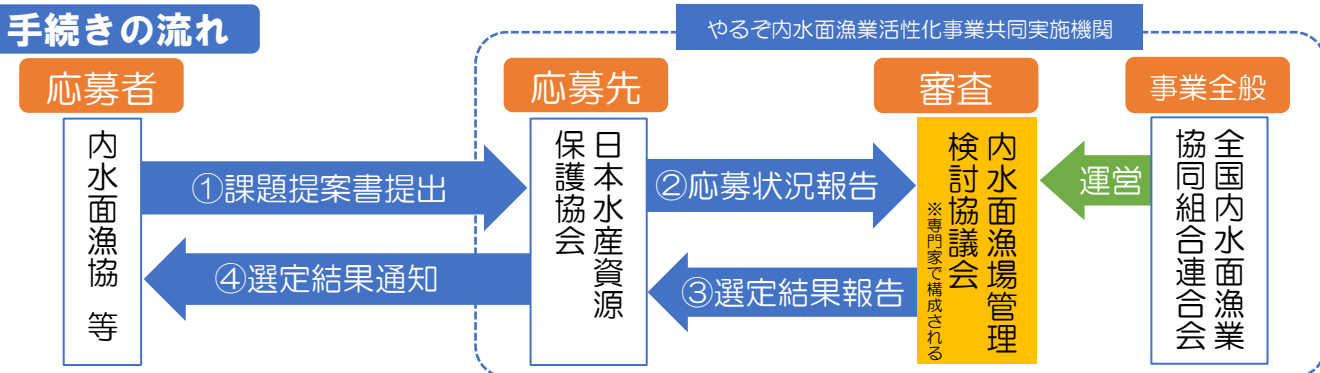 手続きの流れ
やるぞ内水面漁業活性化事業共同実施機関
応募者
内水面漁協 等
①課題提案書提出
④選定結果通知
応募先
日本水産資源
保護協会
②応募状況報告
③選定結果報告
審査
内水面漁場管理
検討協議会
※専門家で構成される
運営
事業全般
全国内水面漁業
協同組合連合会